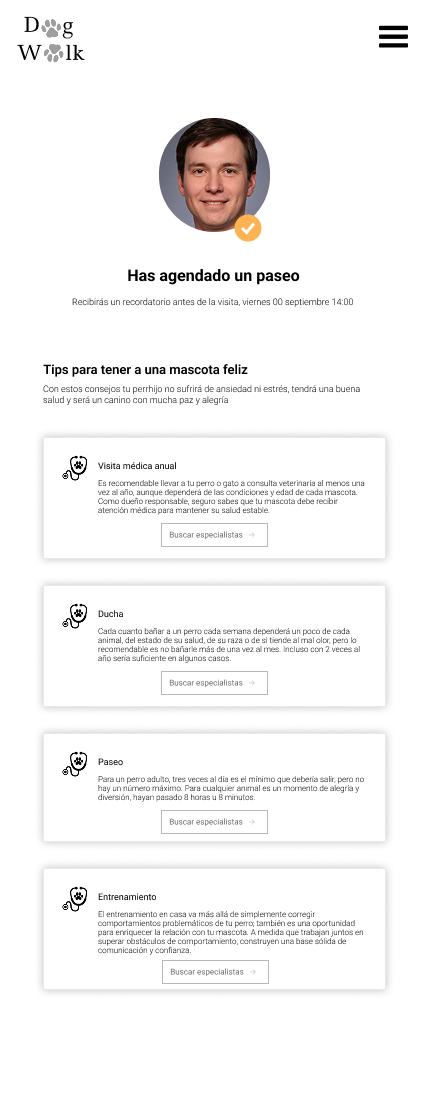 Dog
Walk
Has agendado un paseo
Recibirás un recordatorio antes de la visita, viernes 00 septiembre 14:00
Tips para tener a una mascota feliz
Con estos consejos tu perrhijo no sufrirá de ansiedad ni estrés, tendrá una buena
salud y será un canino con mucha paz y alegría
Visita médica anual
Es recomendable llevar a tu perro o gato a consulta veterinaria al menos una
vez al año, aunque dependerá de las condiciones y edad de cada mascota.
Como dueño responsable, seguro sabes que tu mascota debe recibir
atención médica para mantener su salud estable.
Buscar especialistas →
Ducha
Cada cuanto bañar a un perro cada semana dependerá un poco de cada
animal, del estado de su salud, de su raza o de si tiende al mal olor, pero lo
recomendable es no bañarle más de una vez al mes. Incluso con 2 veces al
año sería suficiente en algunos casos.
Buscar especialistas →
Paseo
Para un perro adulto, tres veces al día es el mínimo que debería salir, pero no
hay un número máximo. Para cualquier animal es un momento de alegría y
diversión, hayan pasado 8 horas u 8 minutos.
Buscar especialistas →
Entrenamiento
El entrenamiento en casa va más allá de simplemente corregir
comportamientos problemáticos de tu perro; también es una oportunidad
para enriquecer la relación con tu mascota. A medida que trabajan juntos en
superar obstáculos de comportamiento, construyen una base sólida de
comunicación y confianza.
Buscar especialistas →